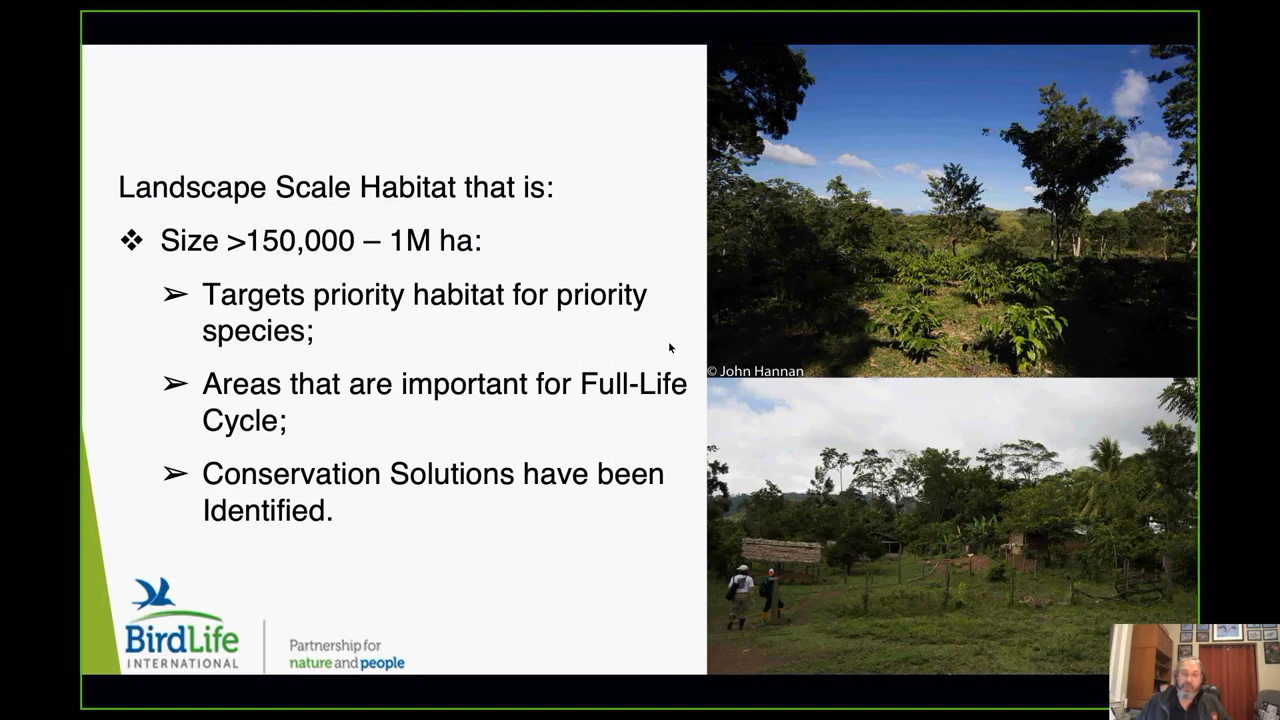 Landscape Scale Habitat that is:
❖ Size >150,000 – 1M ha:
➢ Targets priority habitat for priority
species;
➢ Areas that are important for Full-Life
Cycle;
➢ Conservation Solutions have been
Identified.
© John Hannan
BirdLife
INTERNATIONAL
Partnership for
nature and people